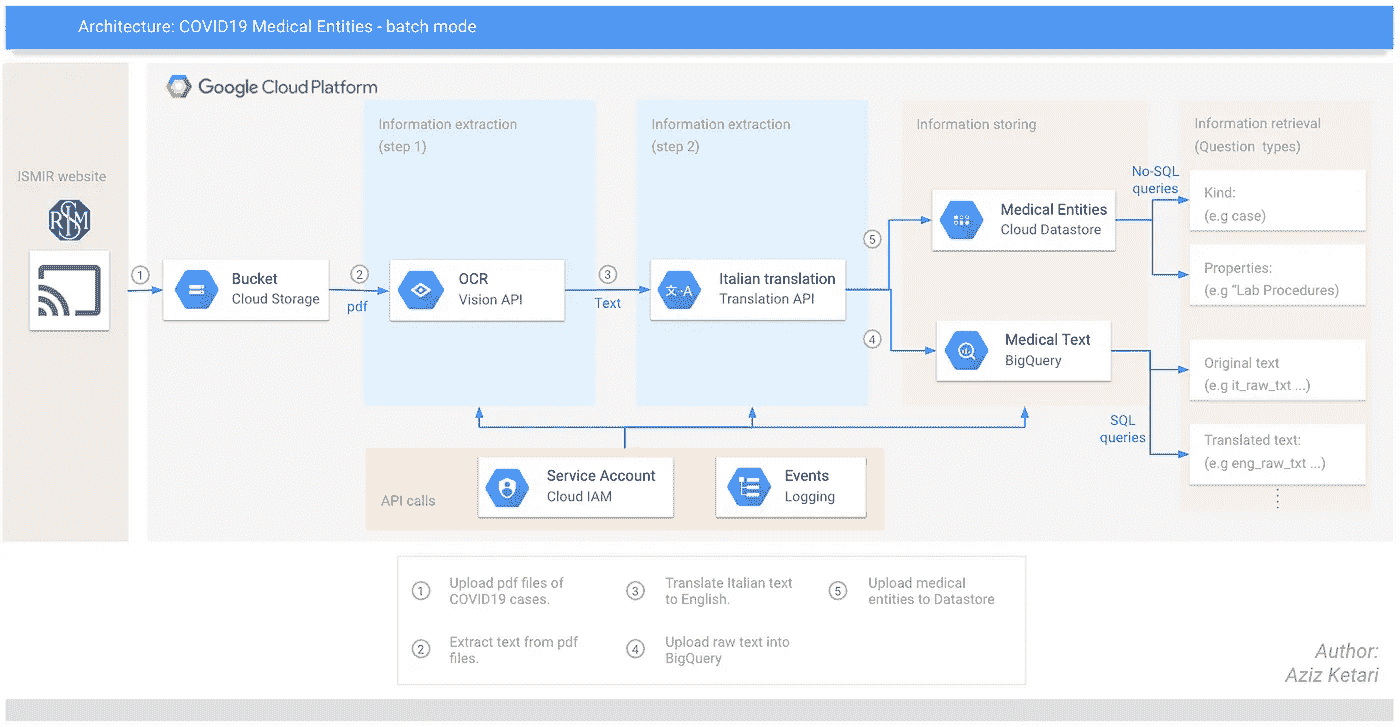 Architecture: COVID19 Medical Entities - batch mode
Google Cloud Platform
ISMIR website
RSIM
1
Bucket
Cloud Storage
2
pdf
Information extraction
(step 1)
OCR
Vision API
3
Text
Information extraction
(step 2)
文A
Italian translation
Translation API
5
4
Information storing
Medical Entities
Cloud Datastore
Medical Text
BigQuery
No-SQL
queries
SQL
queries
Information retrieval
(Question types)
Kind:
(e.g case)
Properties:
(e.g “Lab Procedures)
Original text
(e.g it_raw_txt ...)
Translated text:
(e.g eng_raw_txt ...)
API calls
Service Account
Cloud IAM
Events
Logging
1
Upload pdf files of
COVID19 cases.
2
Extract text from pdf
files.
3
Translate Italian text
to English.
4
Upload raw text into
BigQuery
5
Upload medical
entities to Datastore
Author:
Aziz Ketari